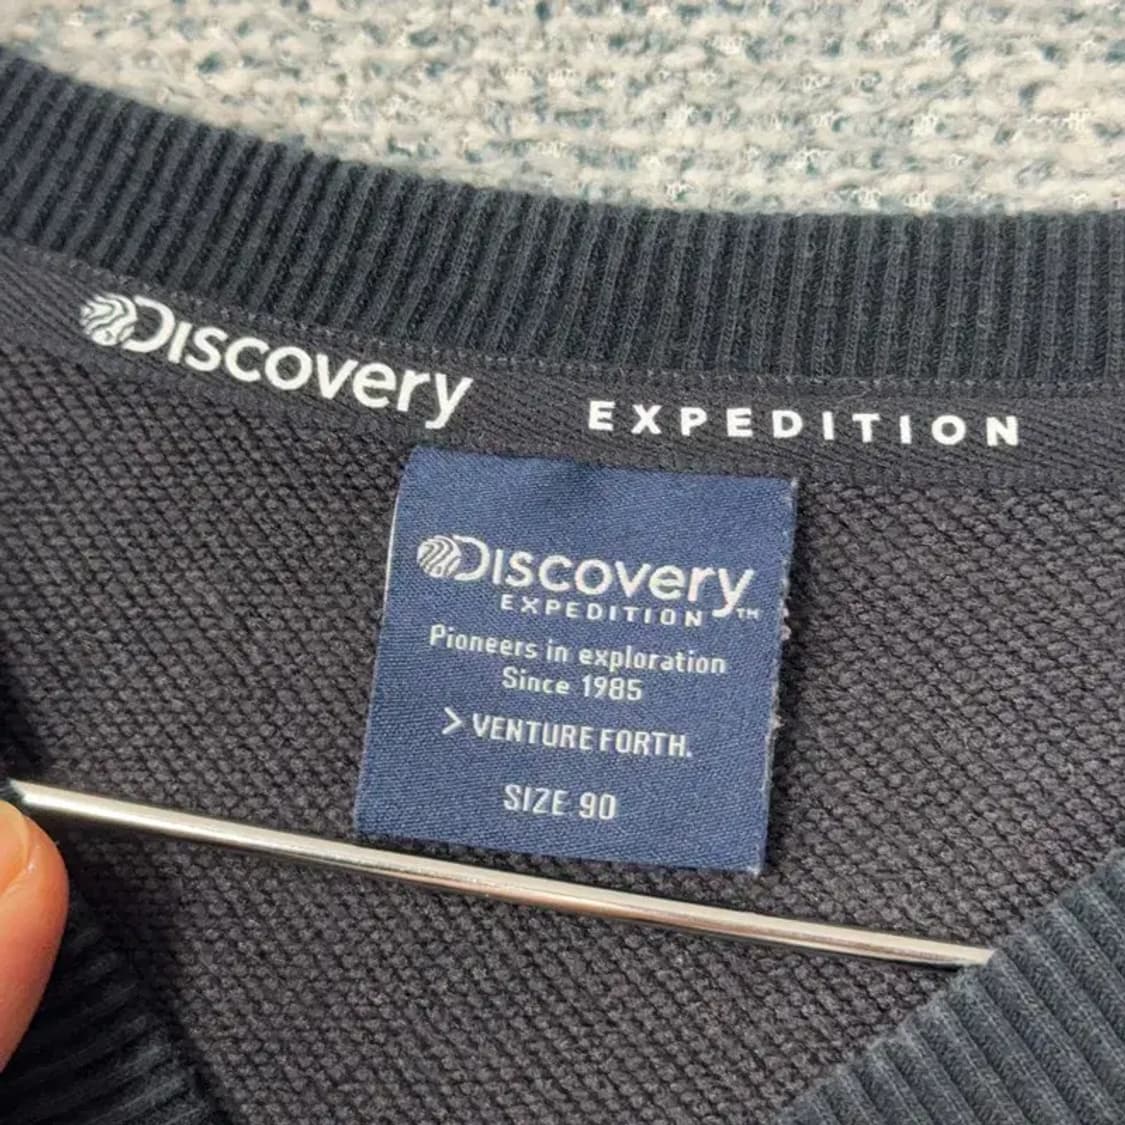 Discovery EXPEDITION
Discovery
EXPEDITION™
Pioneers in exploration
Since 1985
> VENTURE FORTH.
SIZE 90